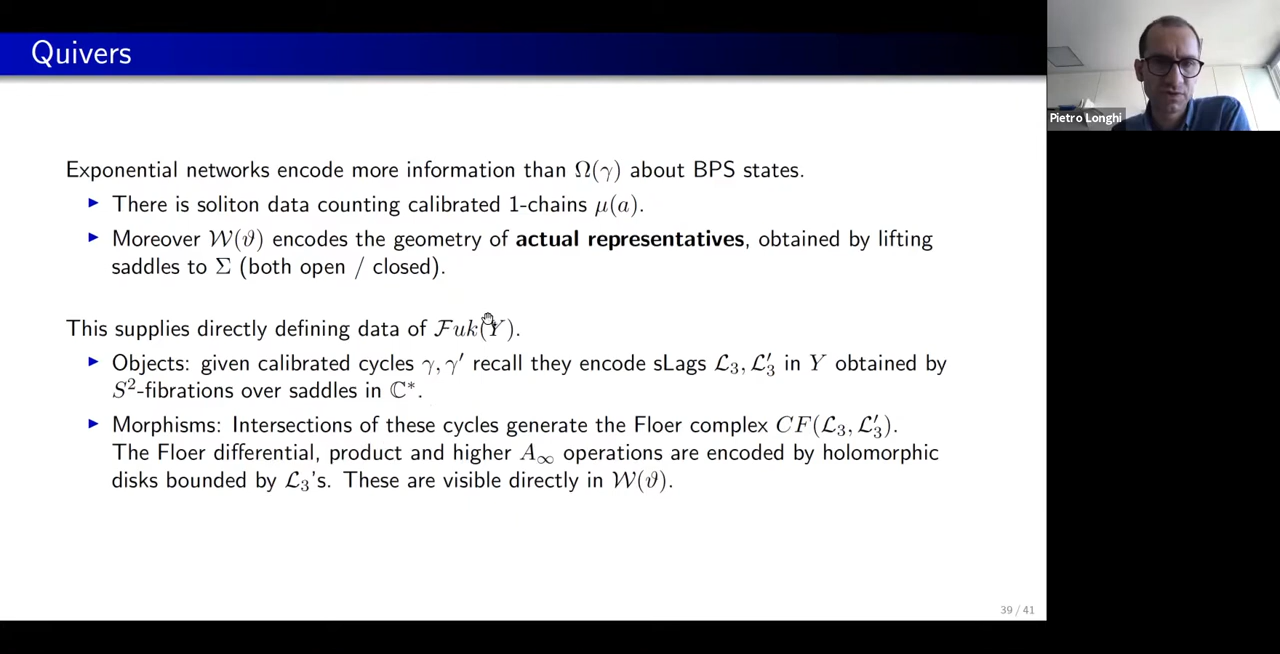 Quivers
Pietro Longhi
Exponential networks encode more information than Ω(γ) about BPS states.
▶ There is soliton data counting calibrated 1-chains μ(a).
▶ Moreover 𝒲(ϑ) encodes the geometry of actual representatives, obtained by lifting
saddles to Σ (both open / closed).
This supplies directly defining data of ℱuk(Y).
▶ Objects: given calibrated cycles γ, γ′ recall they encode sLags ℒ₃, ℒ₃′ in Y obtained by
S²-fibrations over saddles in ℂ*.
▶ Morphisms: Intersections of these cycles generate the Floer complex CF(ℒ₃, ℒ₃′).
The Floer differential, product and higher A∞ operations are encoded by holomorphic
disks bounded by ℒ₃'s. These are visible directly in 𝒲(ϑ).
39 / 41